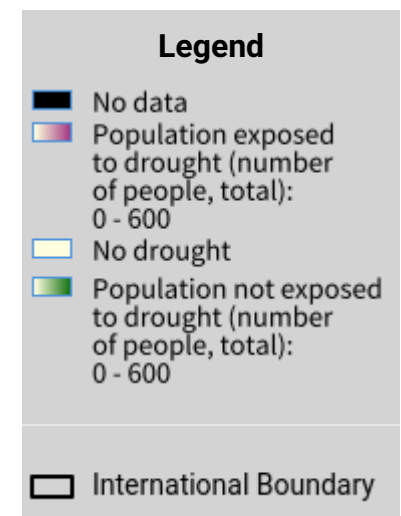 Legend
No data
Population exposed
to drought (number
of people, total):
0 - 600
No drought
Population not exposed
to drought (number
of people, total):
0 - 600
International Boundary